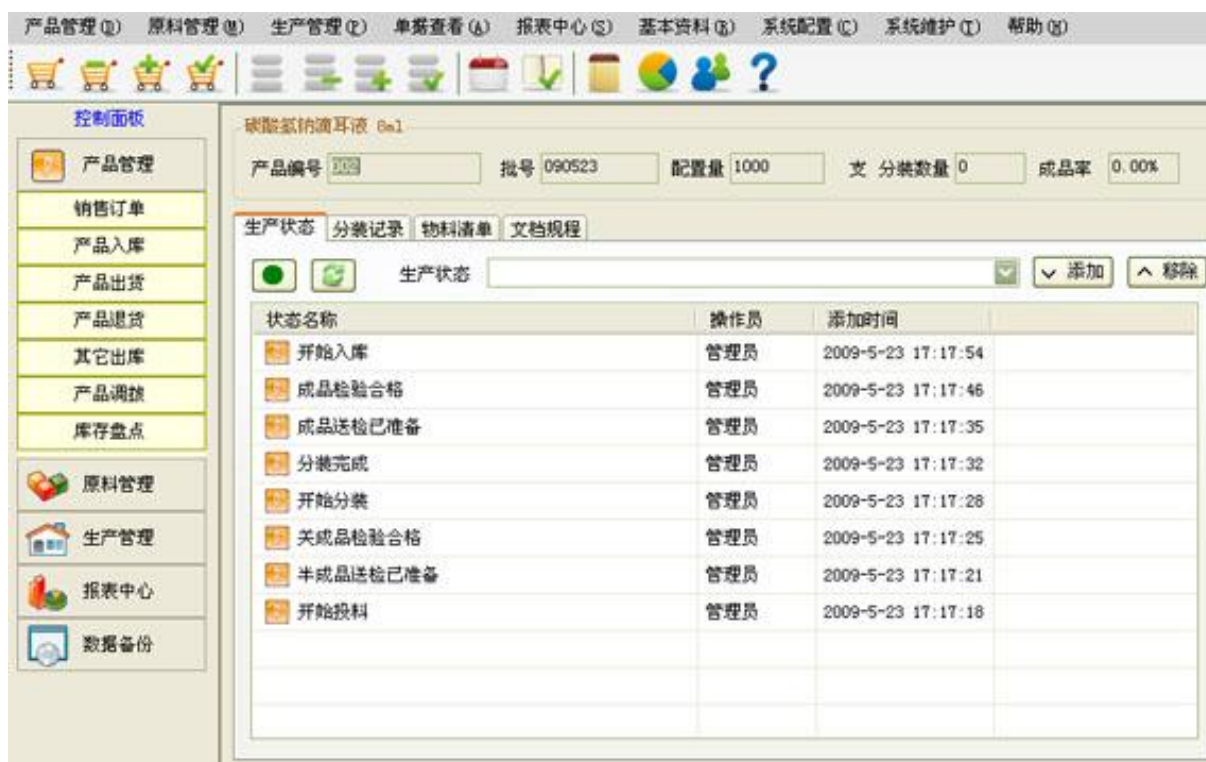 产品管理(D) 原料管理(M) 生产管理(P) 单据查看(A) 报表中心(S) 基本资料(B) 系统配置(C) 系统维护(T) 帮助(H)
控制面板
产品管理
销售订单
产品入库
产品出货
产品退货
其它出库
产品调拨
库存盘点
原料管理
生产管理
报表中心
数据备份
碳酸氢钠滴耳液 8ml
产品编号 009 批号 090523 配置量 1000 支 分装数量 0 成品率 0.00%
生产状态 分装记录 物料清单 文档规程
生产状态 添加 移除
状态名称 操作员 添加时间
开始入库 管理员 2009-5-23 17:17:54
成品检验合格 管理员 2009-5-23 17:17:46
成品送检已准备 管理员 2009-5-23 17:17:35
分装完成 管理员 2009-5-23 17:17:32
开始分装 管理员 2009-5-23 17:17:28
关成品检验合格 管理员 2009-5-23 17:17:25
半成品送检已准备 管理员 2009-5-23 17:17:21
开始投料 管理员 2009-5-23 17:17:18